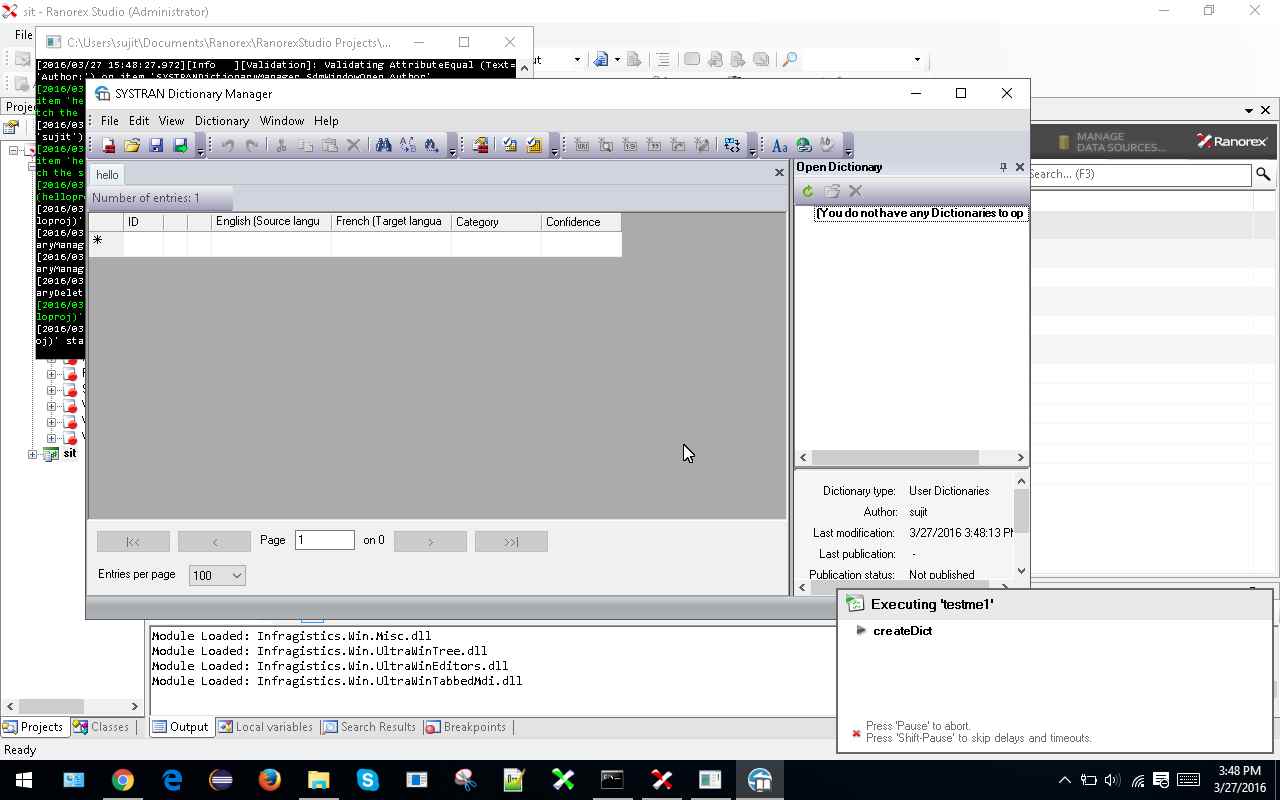 sit - Ranorex Studio (Administrator)
File
C:\Users\sujit\Documents\Ranorex\RanorexStudio Projects\...
ut
[2016/03/27 15:48:27.972][Info   ][Validation]: Validating AttributeEqual (Text=
'Author:') on item 'SYSTRANDictionaryManager.SdmWindowOpen.Author'
[2016/03
item 'he
tch the
[2016/03
'sujit')
[2016/03
item 'he
ch the s
[2016/03
(hellopr
[2016/03
loproj)'
[2016/03
aryManag
[2016/03
aryManag
[2016/03
aryDelet
[2016/03
loproj)'
[2016/03
oj)' sta
Proje
sit
SYSTRAN Dictionary Manager
File Edit View Dictionary Window Help
hello
Number of entries: 1
ID English (Source langu French (Target langua Category Confidence
Page 1 on 0
|<< < > >>|
Entries per page 100
Open Dictionary
(You do not have any Dictionaries to op
Dictionary type: User Dictionaries
Author: sujit
Last modification: 3/27/2016 3:48:13 PM
Last publication: -
Publication status: Not published
MANAGE
DATA SOURCES...
Ranorex
Search... (F3)
Module Loaded: Infragistics.Win.Misc.dll
Module Loaded: Infragistics.Win.UltraWinTree.dll
Module Loaded: Infragistics.Win.UltraWinEditors.dll
Module Loaded: Infragistics.Win.UltraWinTabbedMdi.dll
Projects Classes Output Local variables Search Results Breakpoints
Ready
Executing 'testme1'
createDict
Press 'Pause' to abort.
Press 'Shift-Pause' to skip delays and timeouts.
3:48 PM
3/27/2016